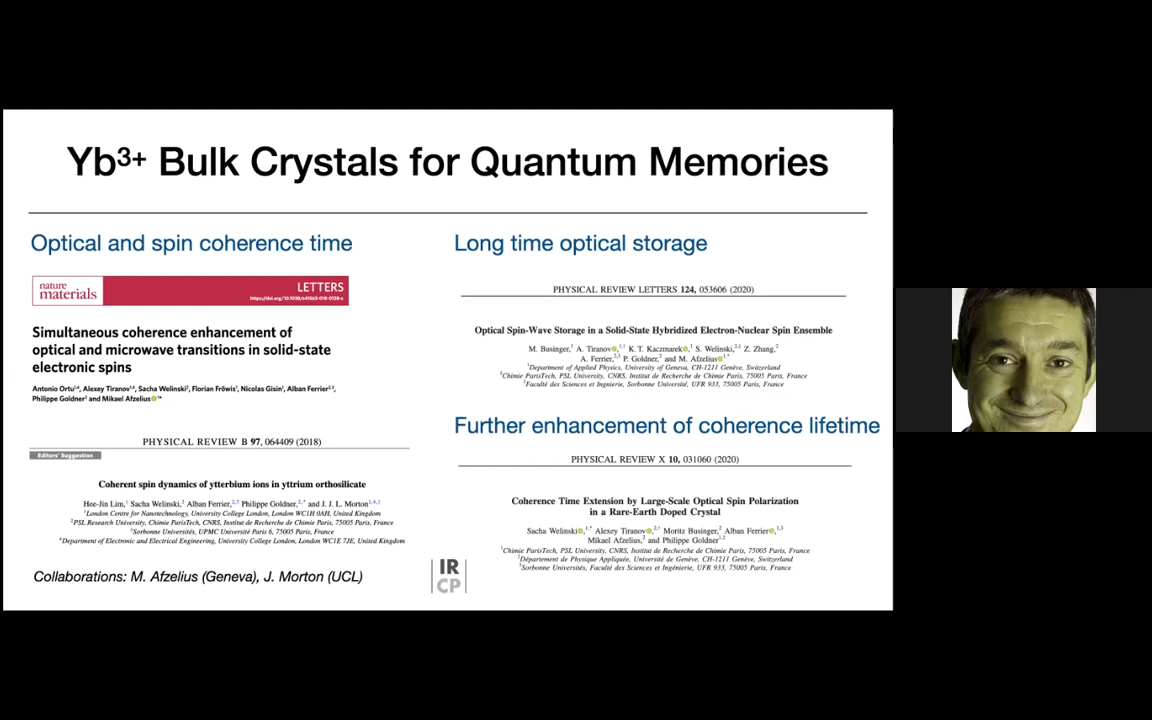 Yb3+ Bulk Crystals for Quantum Memories
Optical and spin coherence time
nature
materials
LETTERS
https://doi.org/10.1038/s41563-018-0138-x
Simultaneous coherence enhancement of
optical and microwave transitions in solid-state
electronic spins
Antonio Ortu1,4, Alexey Tiranov1,4, Sacha Welinski2, Florian Fröwis1, Nicolas Gisin1, Alban Ferrier2,3,
Philippe Goldner2 and Mikael Afzelius1*
PHYSICAL REVIEW B 97, 064409 (2018)
Editors' Suggestion
Coherent spin dynamics of ytterbium ions in yttrium orthosilicate
Hee-Jin Lim,1 Sacha Welinski,2 Alban Ferrier,2,3 Philippe Goldner,2,* and J. J. L. Morton1,4,†
1London Centre for Nanotechnology, University College London, London WC1H 0AH, United Kingdom
2PSL Research University, Chimie ParisTech, CNRS, Institut de Recherche de Chimie Paris, 75005 Paris, France
3Sorbonne Universités, UPMC Université Paris 6, 75005 Paris, France
4Department of Electronic and Electrical Engineering, University College London, London WC1E 7JE, United Kingdom
Collaborations: M. Afzelius (Geneva), J. Morton (UCL)
Long time optical storage
PHYSICAL REVIEW LETTERS 124, 053606 (2020)
Optical Spin-Wave Storage in a Solid-State Hybridized Electron-Nuclear Spin Ensemble
M. Businger,1 A. Tiranov,1,† K. T. Kaczmarek,1 S. Welinski,2,‡ Z. Zhang,2
A. Ferrier,2,3 P. Goldner,2 and M. Afzelius1,*
1Department of Applied Physics, University of Geneva, CH-1211 Geneva, Switzerland
2Chimie ParisTech, PSL University, CNRS, Institut de Recherche de Chimie Paris, 75005 Paris, France
3Faculté des Sciences et Ingénierie, Sorbonne Université, UFR 933, 75005 Paris, France
Further enhancement of coherence lifetime
PHYSICAL REVIEW X 10, 031060 (2020)
Coherence Time Extension by Large-Scale Optical Spin Polarization
in a Rare-Earth Doped Crystal
Sacha Welinski,1,* Alexey Tiranov,2,† Moritz Businger,2 Alban Ferrier,1,3
Mikael Afzelius,2 and Philippe Goldner1,‡
1Chimie ParisTech, PSL University, CNRS, Institut de Recherche de Chimie Paris, 75005 Paris, France
2Département de Physique Appliquée, Université de Genève, CH-1211 Genève, Switzerland
3Sorbonne Universités, Faculté des Sciences et Ingénierie, UFR 933, 75005 Paris, France
IR
CP